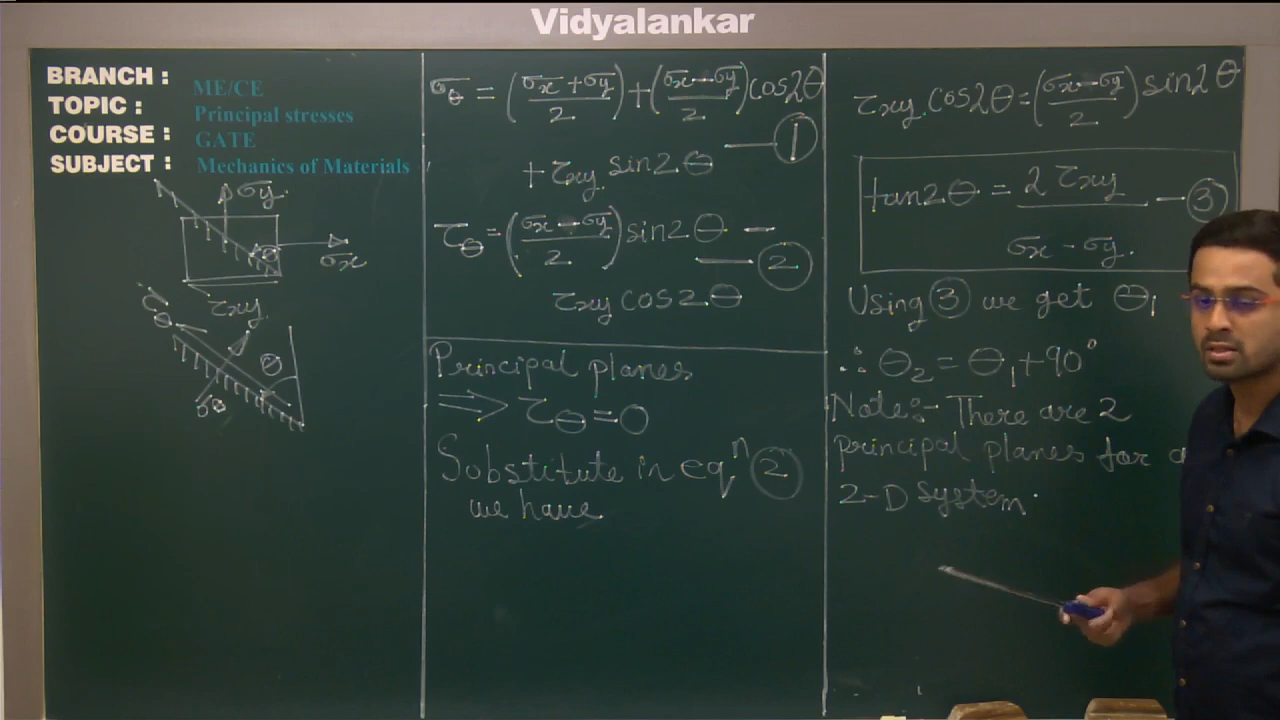 Vidyalankar
BRANCH : ME/CE
TOPIC : Principal stresses
COURSE : GATE
SUBJECT : Mechanics of Materials
σy
θ
σx
τxy
τθ
θ
σθ
σθ = (σx + σy / 2) + (σx - σy / 2) cos2θ
+ τxy sin2θ — ①
τθ = (σx - σy / 2) sin2θ -
— ②
τxy cos2θ
Principal planes
⇒ τθ = 0
Substitute in eqⁿ ②
we have
τxy cos2θ = (σx - σy / 2) sin2θ
tan2θ = 2 τxy / σx - σy. — ③
Using ③ we get θ1
∴ θ2 = θ1 + 90°
Note:- There are 2
principal planes for a
2-D system.